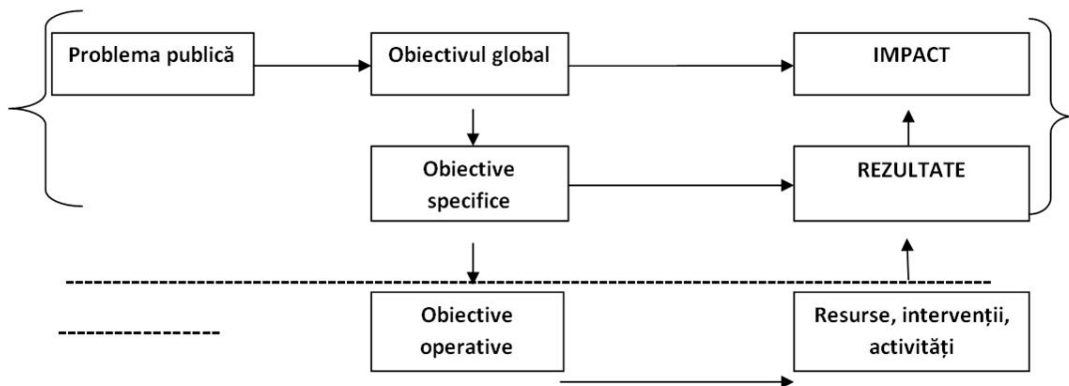 Problema publică
Obiectivul global
IMPACT
Obiective
specifice
REZULTATE
Obiective
operative
Resurse, intervenții,
activități